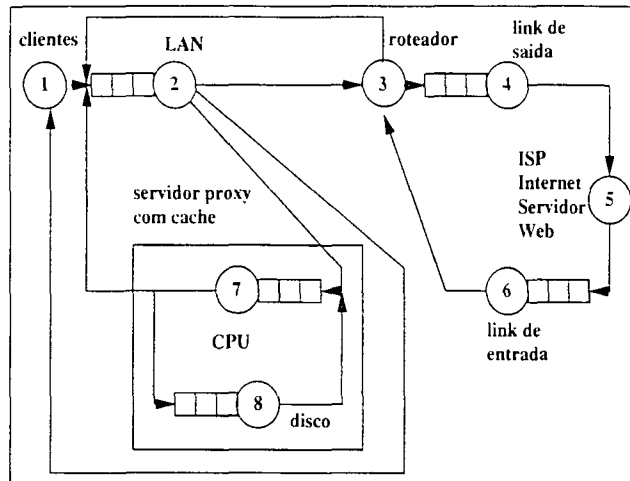 clientes
LAN
roteador
link de
saída
1
2
3
4
ISP
Internet
Servidor
Web
5
servidor proxy
com cache
7
6
CPU
link de
entrada
8
disco